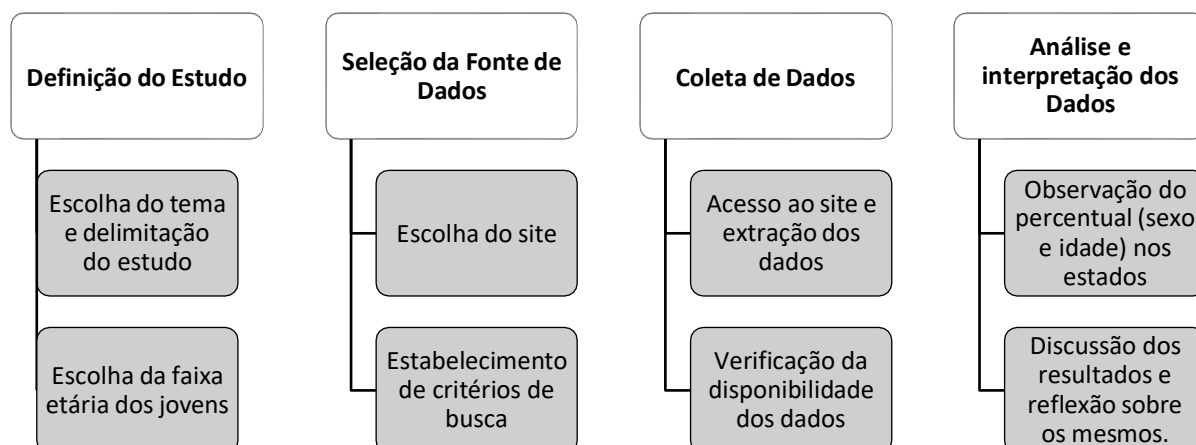 Definição do Estudo
Escolha do tema
e delimitação
do estudo
Escolha da faixa
etária dos jovens
Seleção da Fonte de
Dados
Escolha do site
Estabelecimento
de critérios de
busca
Coleta de Dados
Acesso ao site e
extração dos
dados
Verificação da
disponibilidade
dos dados
Análise e
interpretação dos
Dados
Observação do
percentual (sexo
e idade) nos
estados
Discussão dos
resultados e
reflexão sobre
os mesmos.